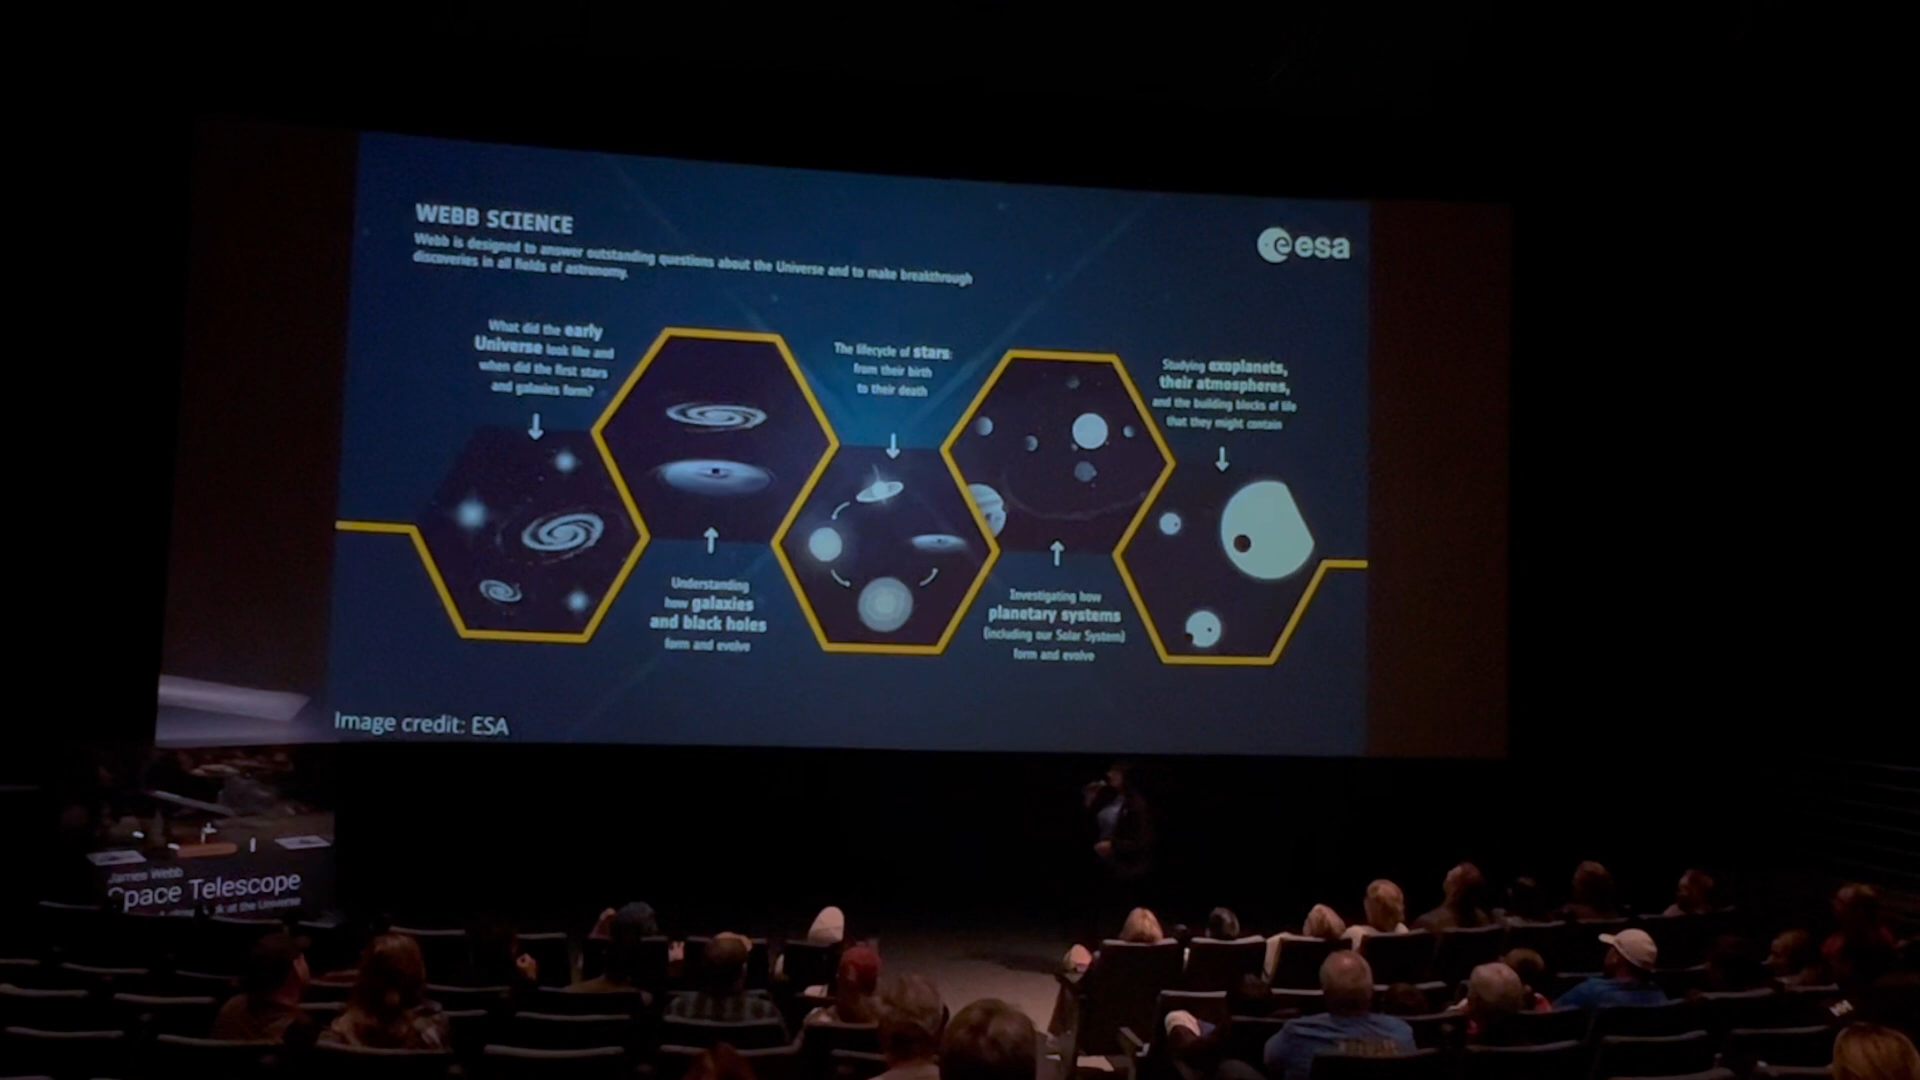 WEBB SCIENCE
Webb is designed to answer outstanding questions about the Universe and to make breakthrough
discoveries in all fields of astronomy.
esa
What did the early
Universe look like and
when did the first stars
and galaxies form?
The lifecycle of stars:
from their birth
to their death
Studying exoplanets,
their atmospheres,
and the building blocks of life
that they might contain
Understanding
how galaxies
and black holes
form and evolve
Investigating how
planetary systems
(including our Solar System)
form and evolve
Image credit: ESA
James Webb
Space Telescope
at the Universe